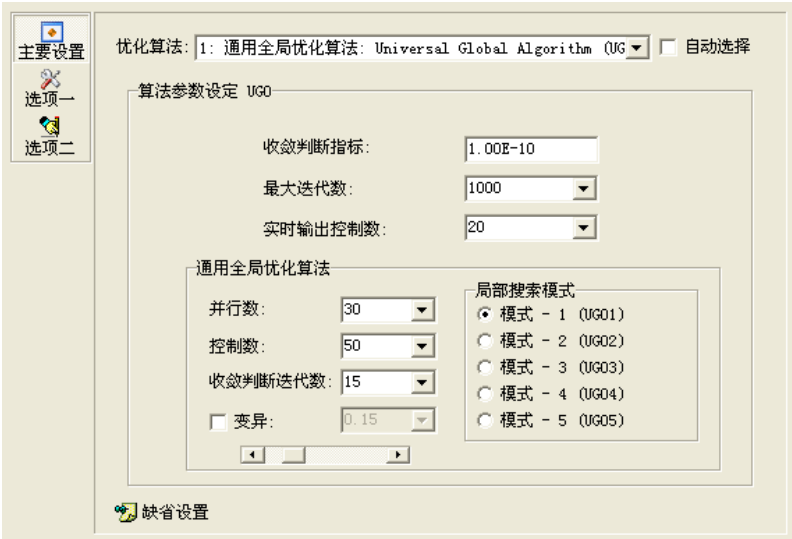 主要设置
选项一
选项二
优化算法: 1: 通用全局优化算法: Universal Global Algorithm (UG 自动选择
算法参数设定 UGO
收敛判断指标: 1.00E-10
最大迭代数: 1000
实时输出控制数: 20
通用全局优化算法
并行数: 30
控制数: 50
收敛判断迭代数: 15
变异: 0.15
局部搜索模式
模式 - 1 (UGO1)
模式 - 2 (UGO2)
模式 - 3 (UGO3)
模式 - 4 (UGO4)
模式 - 5 (UGO5)
缺省设置